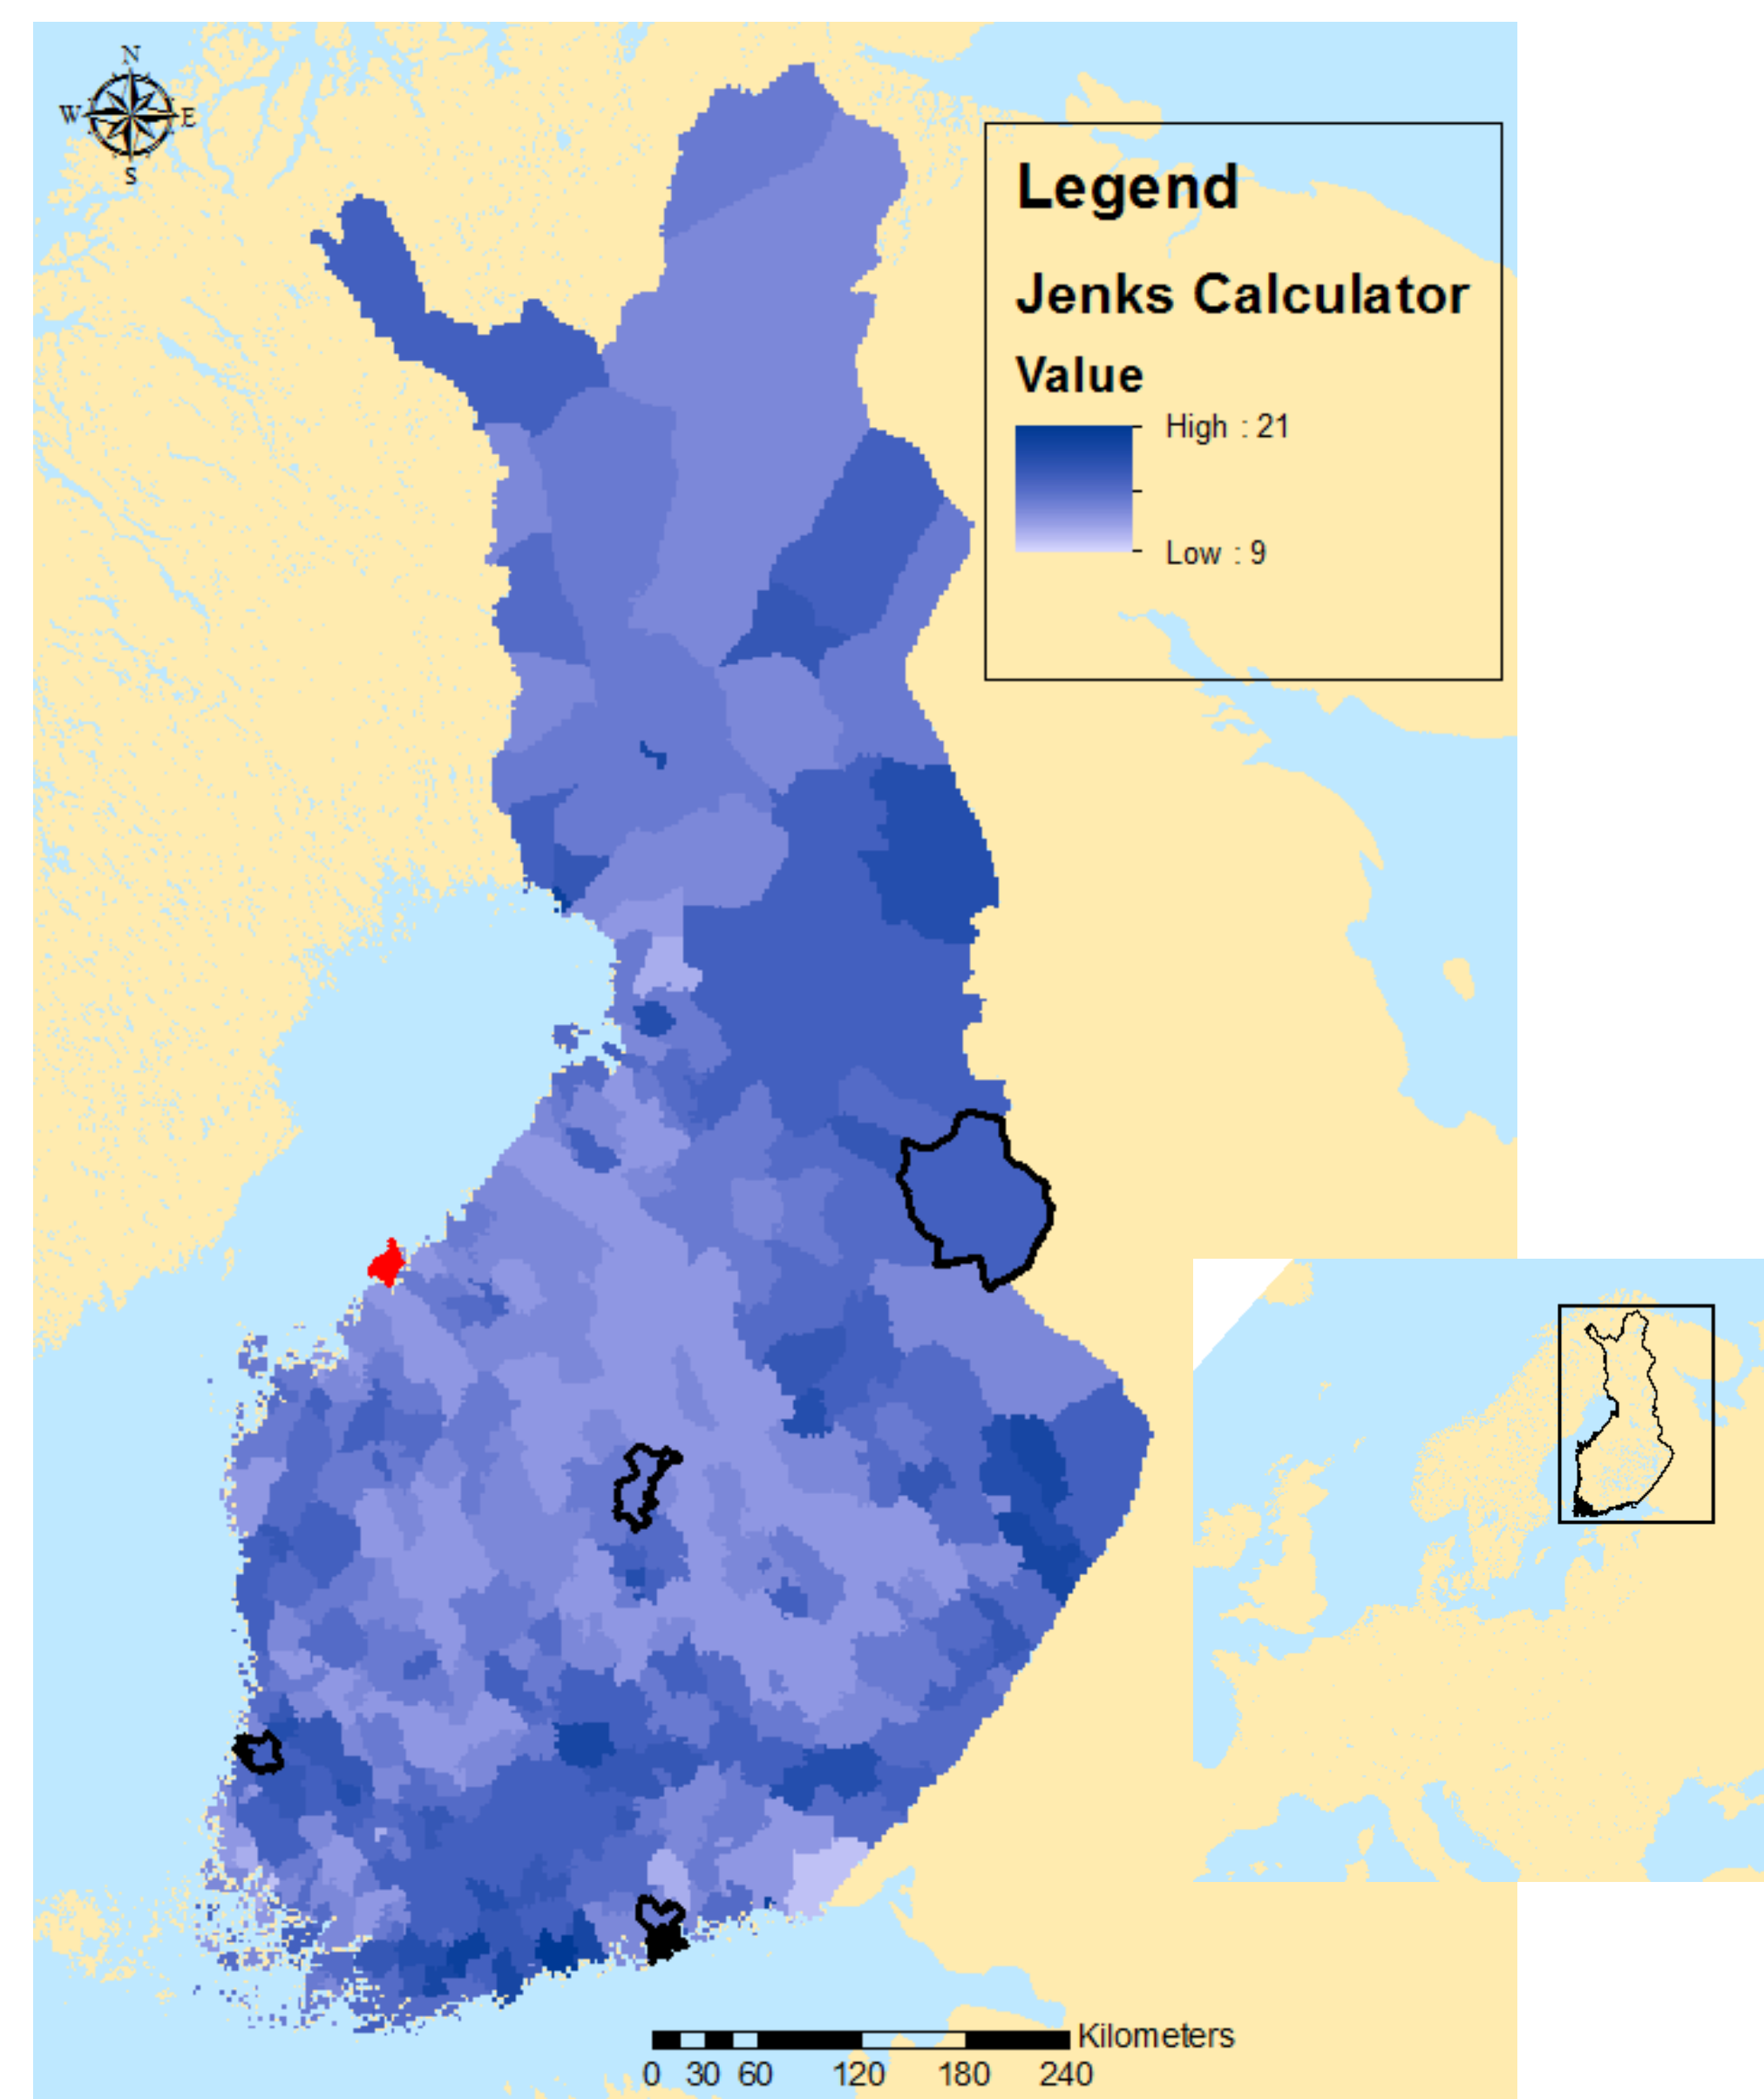 N
W E
S
Legend
Jenks Calculator
Value
High : 21
Low : 9
Kilometers
0 30 60 120 180 240